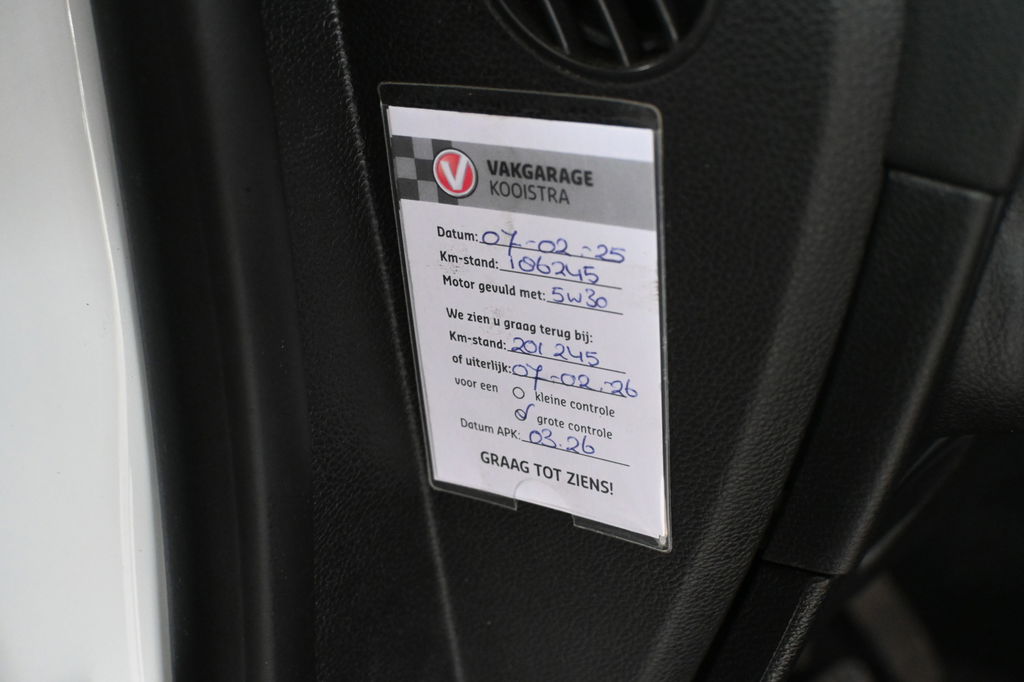 V VAKGARAGE
KOOISTRA
Datum: 07-02-25
Km-stand: 186245
Motor gevuld met: 5W30
We zien u graag terug bij:
Km-stand: 201 245
of uiterlijk: 07-02-26
voor een kleine controle
grote controle
Datum APK: 03.26
GRAAG TOT ZIENS!